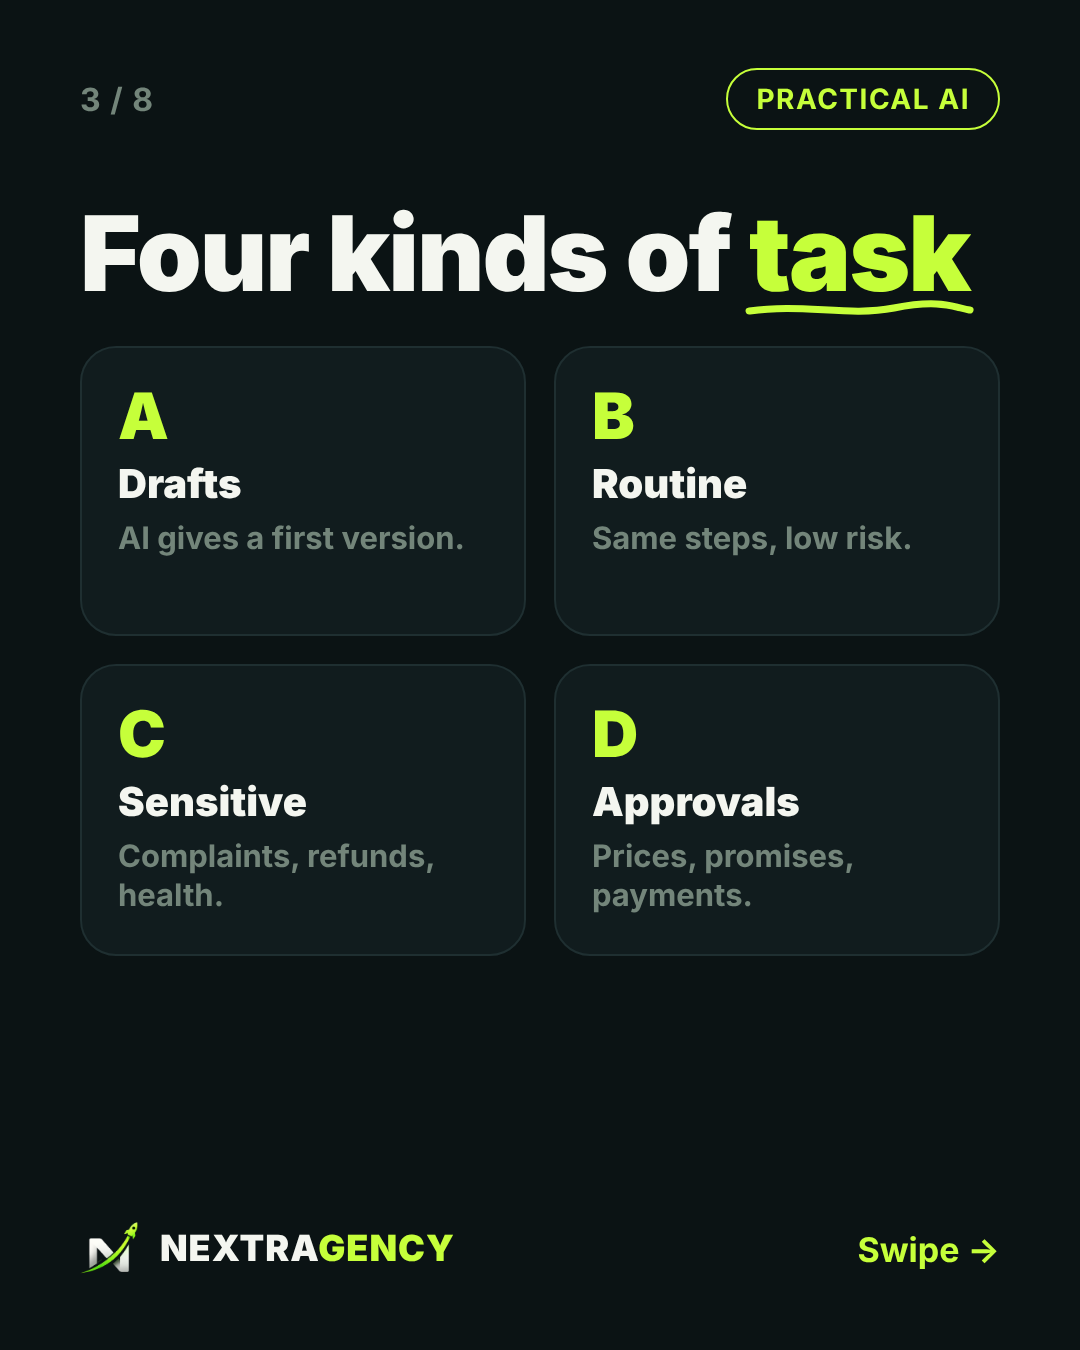 3 / 8
PRACTICAL AI
Four kinds of task
A
Drafts
AI gives a first version.
B
Routine
Same steps, low risk.
C
Sensitive
Complaints, refunds,
health.
D
Approvals
Prices, promises,
payments.
NEXTRAGENCY
Swipe →